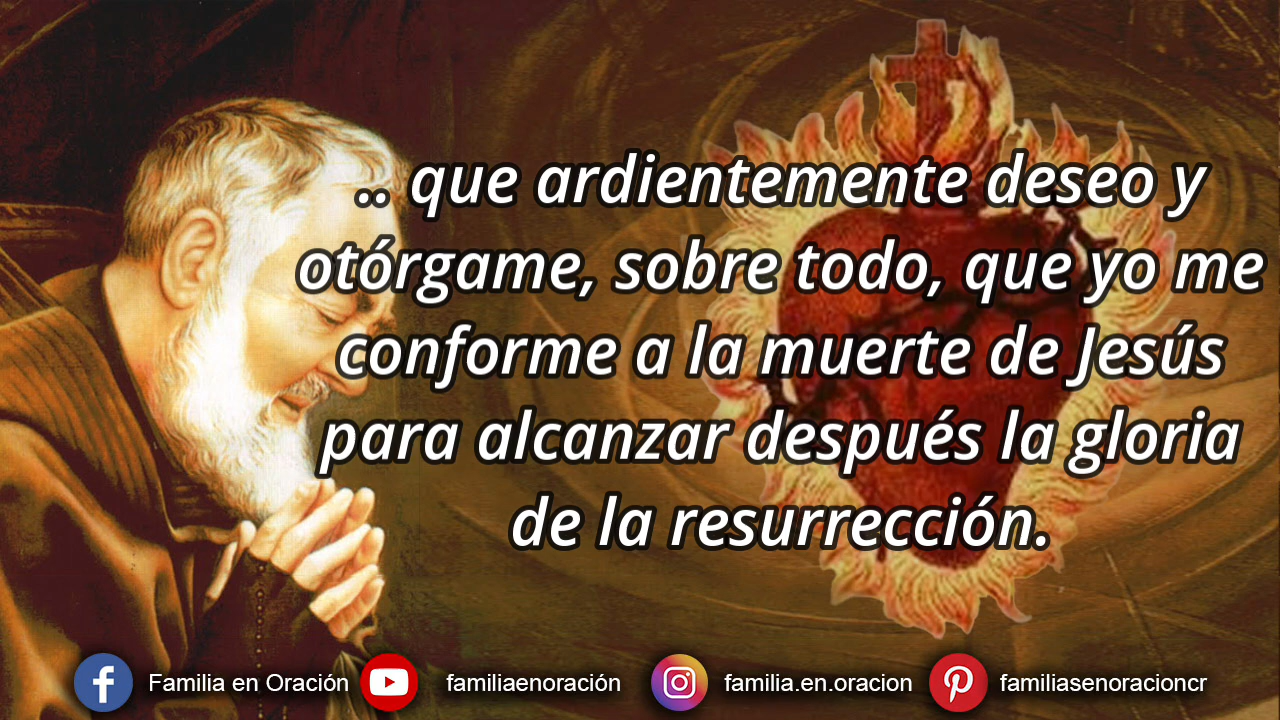 .. que ardientemente deseo y
otórgame, sobre todo, que yo me
conforme a la muerte de Jesús
para alcanzar después la gloria
de la resurrección.
Familia en Oración familiaenoración familia.en.oracion familiasenoracioncr